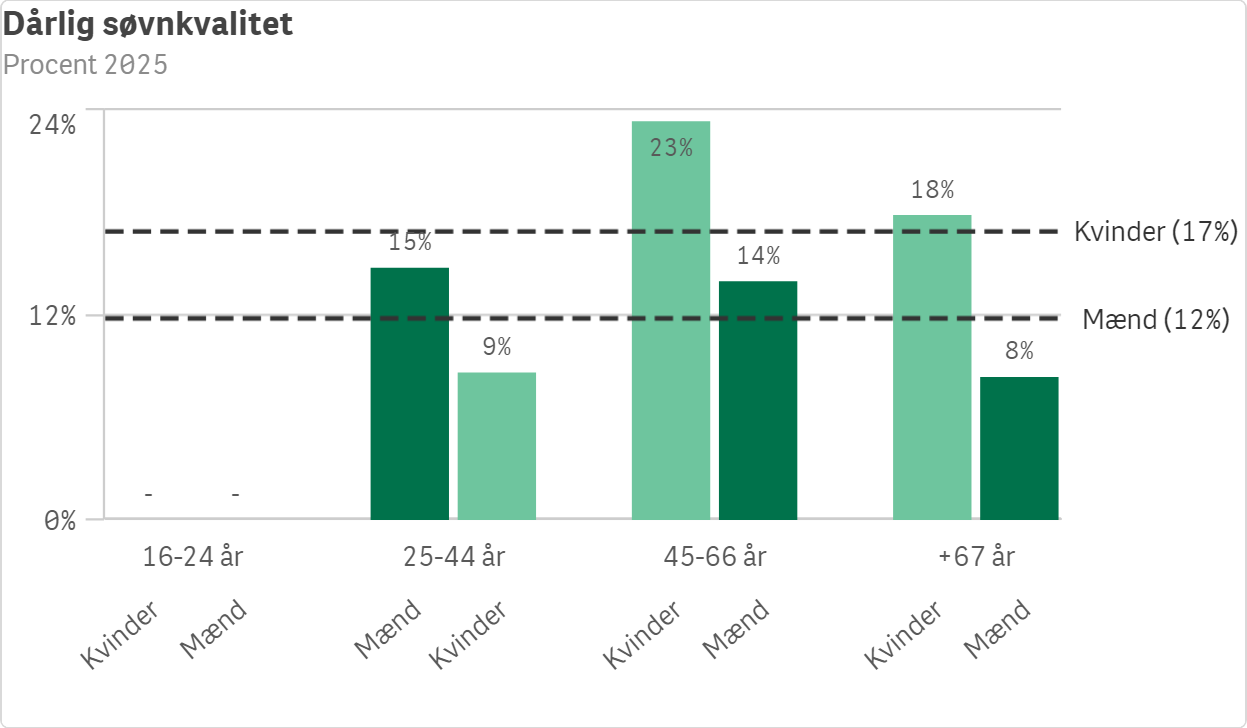 Dårlig søvnkvalitet
Procent 2025
24%
23%
18%
Kvinder (17%)
15%
14%
12%
Mænd (12%)
9%
8%
-
-
0%
16-24 år
25-44 år
45-66 år
+67 år
Kvinder
Mænd
Mænd
Kvinder
Kvinder
Mænd
Kvinder
Mænd